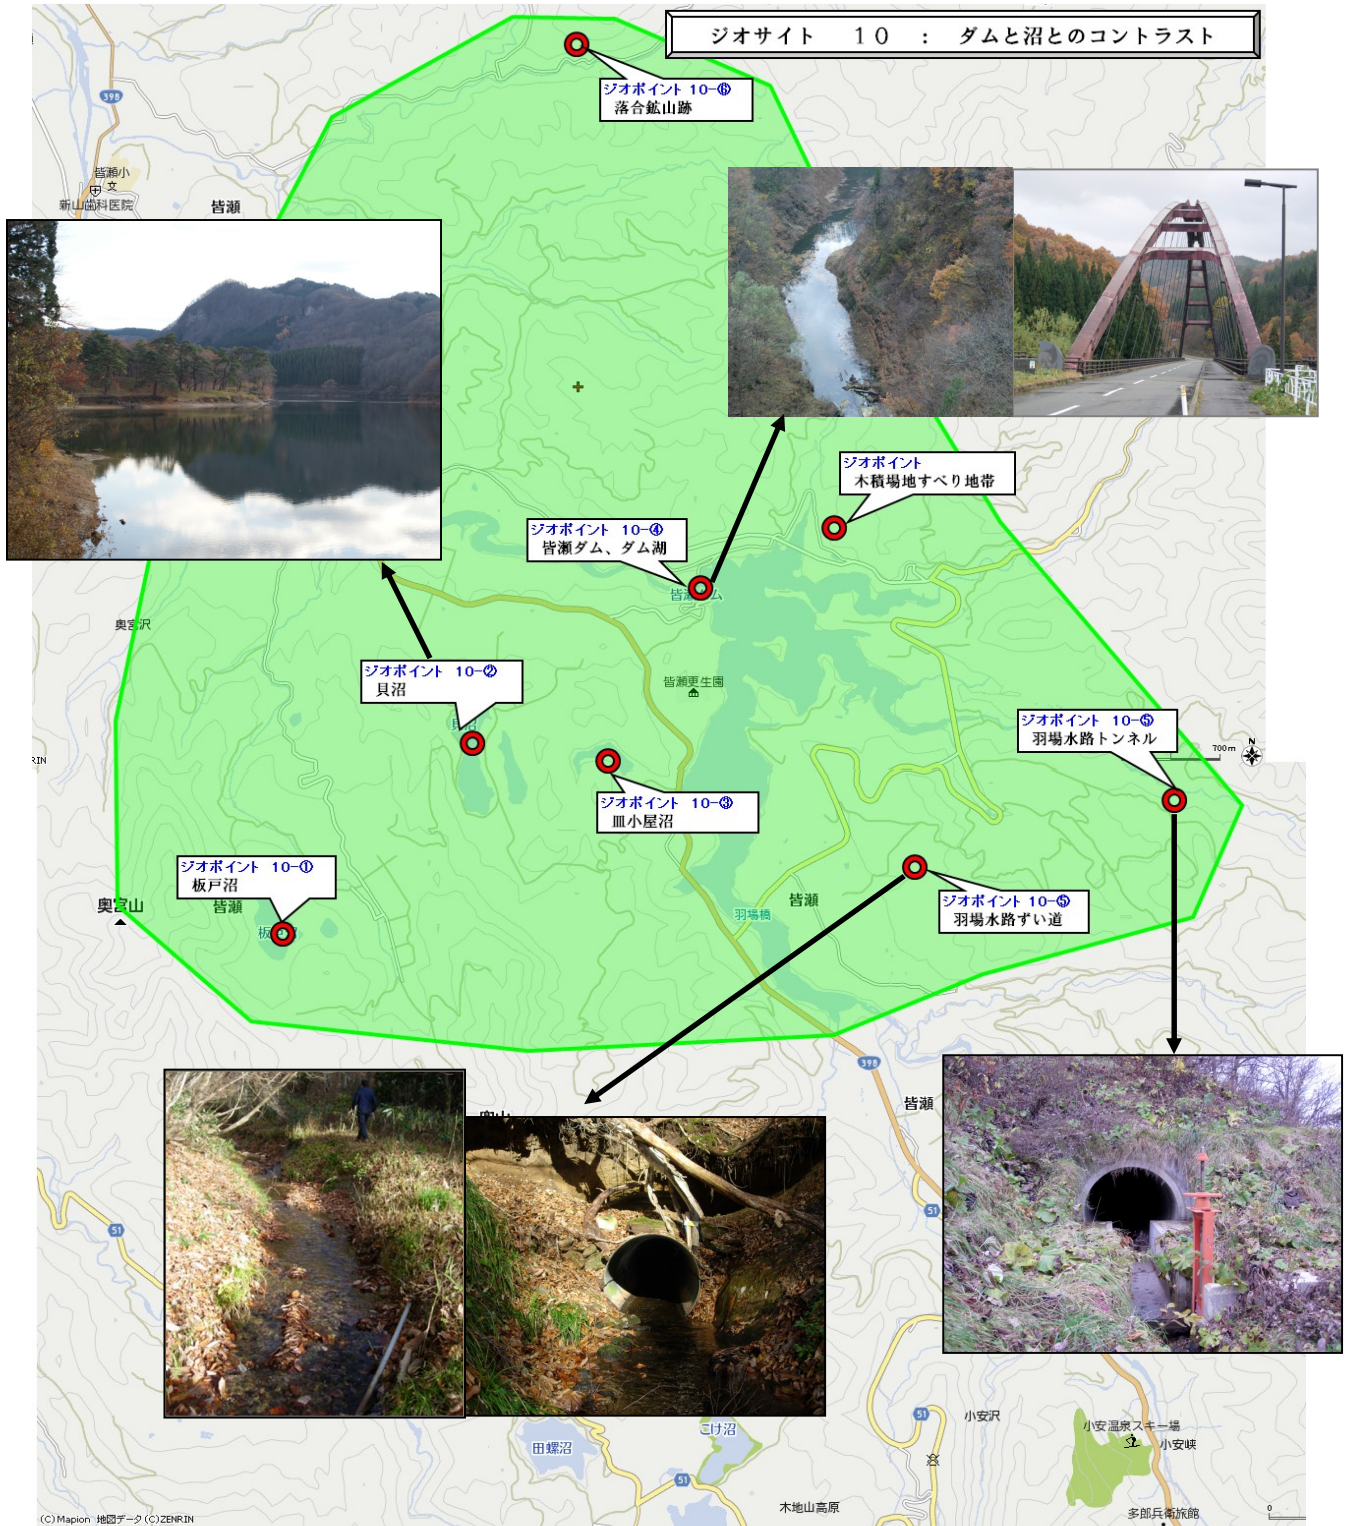 ジオサイト　１０　：　ダムと沼とのコントラスト
ジオポイント 10-⑥
落合鉱山跡
398
皆瀬小
新山歯科医院
皆瀬
ジオポイント
木積場地すべり地帯
ジオポイント 10-④
皆瀬ダム、ダム湖
奥宮沢
ジオポイント 10-②
貝沼
皆瀬更生園
ジオポイント 10-⑤
羽場水路トンネル
700m
N
RIN
ジオポイント 10-③
皿小屋沼
ジオポイント 10-①
板戸沼
奥宮山
皆瀬
羽場橋
皆瀬
ジオポイント 10-⑤
羽場水路ずい道
398
皆瀬
51
51
51
小安沢
こけ沼
田螺沼
51
小安温泉スキー場
小安峡
木地山高原
多郎兵衛旅館
0
(C) Mapion 地図データ (C)ZENRIN